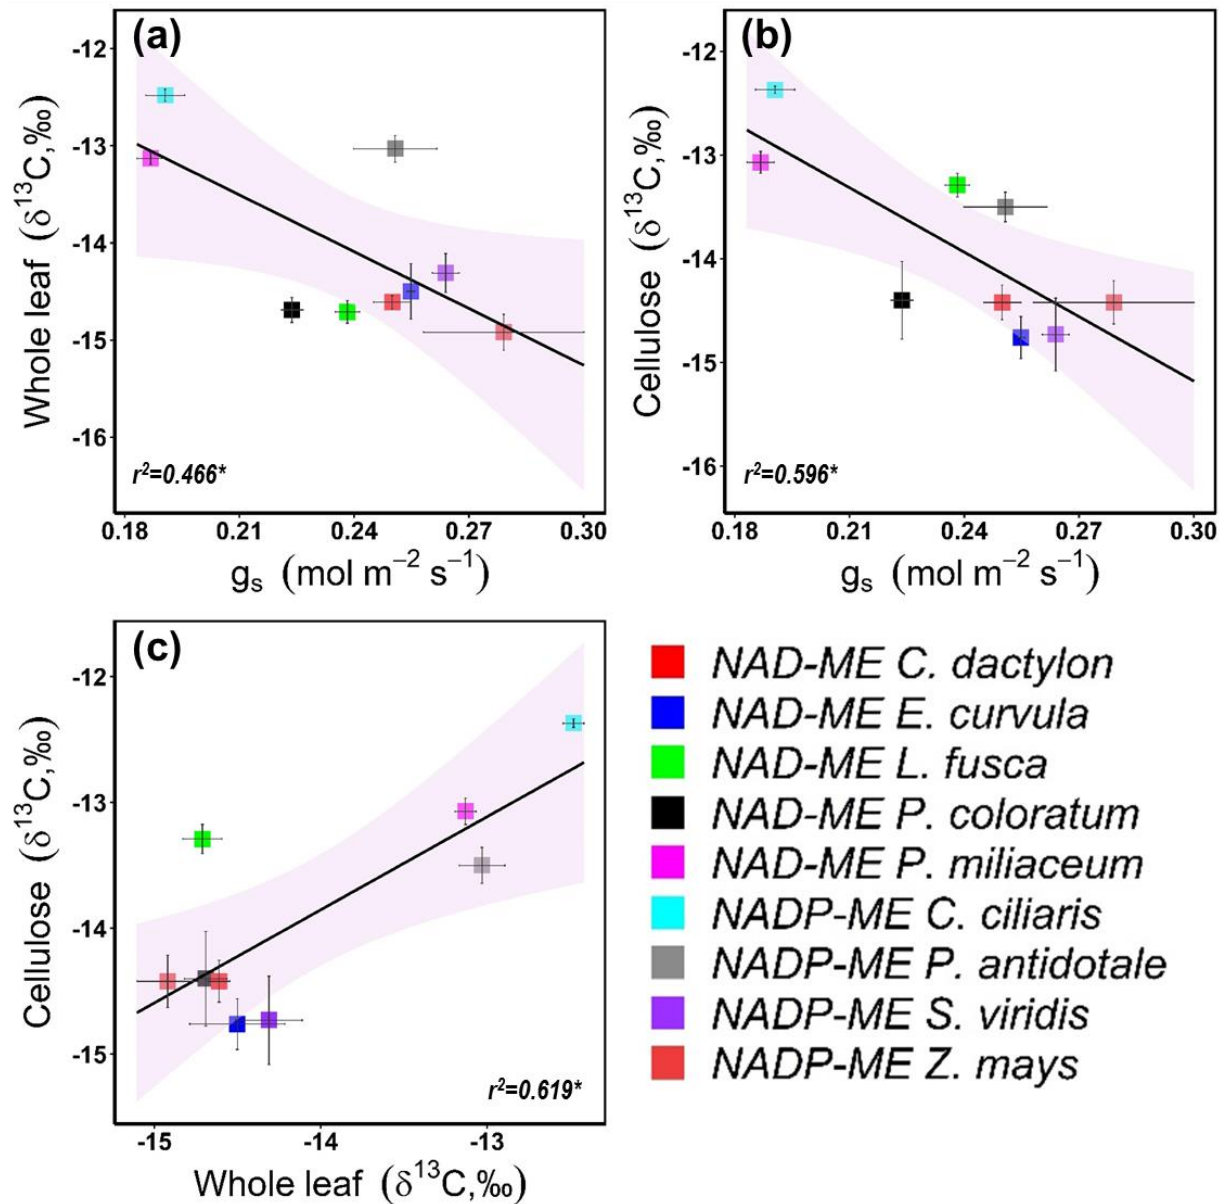 (a)
Whole leaf (δ¹³C,‰)
-12
-13
-14
-15
-16
r²=0.466*
0.18 0.21 0.24 0.27 0.30
gₛ (mol m⁻² s⁻¹)
(b)
Cellulose (δ¹³C,‰)
-12
-13
-14
-15
-16
r²=0.596*
0.18 0.21 0.24 0.27 0.30
gₛ (mol m⁻² s⁻¹)
(c)
Cellulose (δ¹³C,‰)
-12
-13
-14
-15
r²=0.619*
-15 -14 -13
Whole leaf (δ¹³C,‰)
NAD-ME C. dactylon
NAD-ME E. curvula
NAD-ME L. fusca
NAD-ME P. coloratum
NAD-ME P. miliaceum
NADP-ME C. ciliaris
NADP-ME P. antidotale
NADP-ME S. viridis
NADP-ME Z. mays